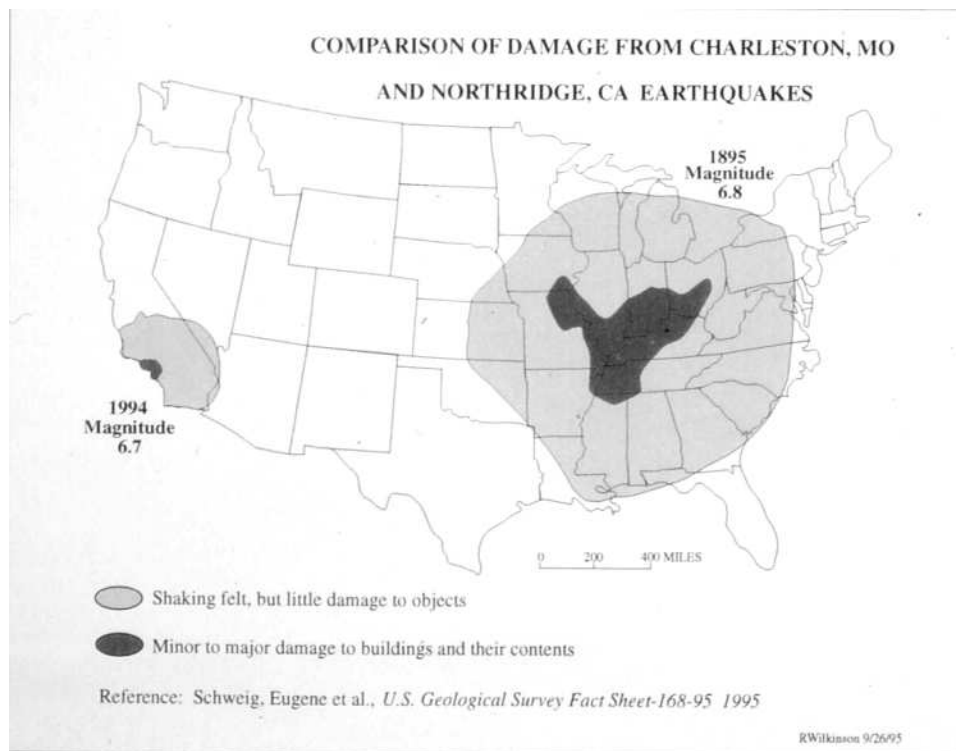 COMPARISON OF DAMAGE FROM CHARLESTON, MO
AND NORTHRIDGE, CA EARTHQUAKES
1895
Magnitude
6.8
1994
Magnitude
6.7
0 200 400 MILES
Shaking felt, but little damage to objects
Minor to major damage to buildings and their contents
Reference: Schweig, Eugene et al., U.S. Geological Survey Fact Sheet-168-95 1995
RWilkinson 9/26/95